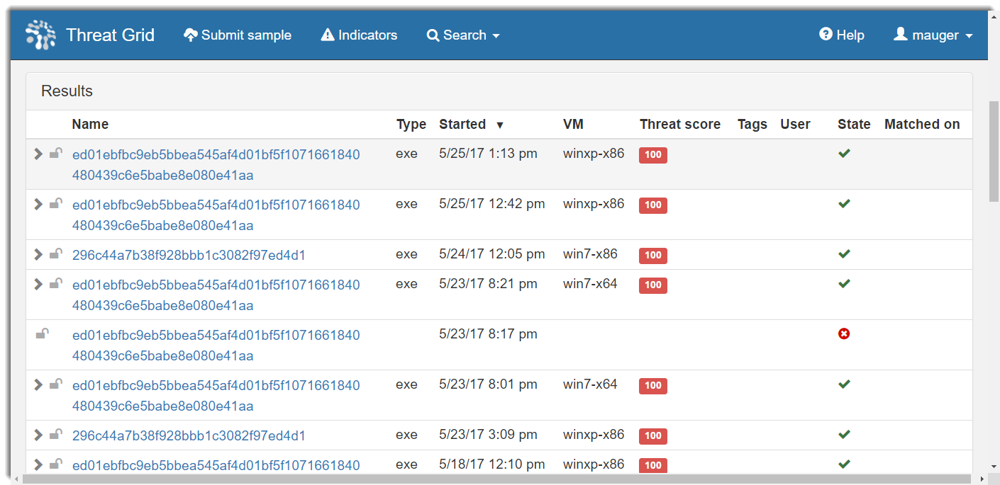 Threat Grid Submit sample Indicators Search Help mauger
Results
Name Type Started ▼ VM Threat score Tags User State Matched on
ed01ebfbc9eb5bbea545af4d01bf5f1071661840 exe 5/25/17 1:13 pm winxp-x86 100
480439c6e5babe8e080e41aa
ed01ebfbc9eb5bbea545af4d01bf5f1071661840 exe 5/25/17 12:42 pm winxp-x86 100
480439c6e5babe8e080e41aa
296c44a7b38f928bbb1c3082f97ed4d1 exe 5/24/17 12:05 pm win7-x86 100
ed01ebfbc9eb5bbea545af4d01bf5f1071661840 exe 5/23/17 8:21 pm win7-x64 100
480439c6e5babe8e080e41aa
ed01ebfbc9eb5bbea545af4d01bf5f1071661840 5/23/17 8:17 pm
480439c6e5babe8e080e41aa
ed01ebfbc9eb5bbea545af4d01bf5f1071661840 exe 5/23/17 8:01 pm win7-x64 100
480439c6e5babe8e080e41aa
296c44a7b38f928bbb1c3082f97ed4d1 exe 5/23/17 3:09 pm winxp-x86 100
ed01ebfbc9eb5bbea545af4d01bf5f1071661840 exe 5/18/17 12:10 pm winxp-x86 100